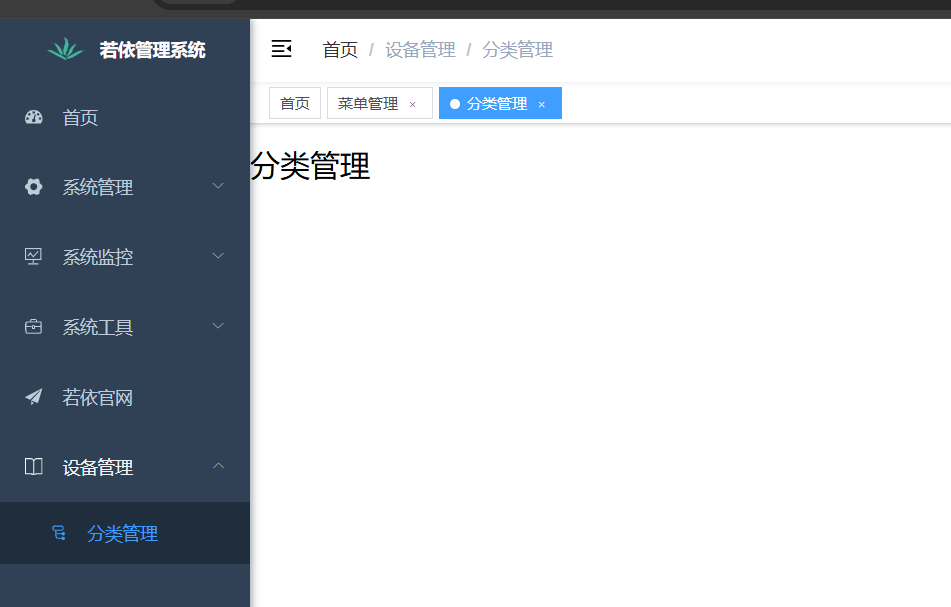 若依管理系统
首页
系统管理
系统监控
系统工具
若依官网
设备管理
分类管理
首页 / 设备管理 / 分类管理
首页 菜单管理 × 分类管理 ×
分类管理